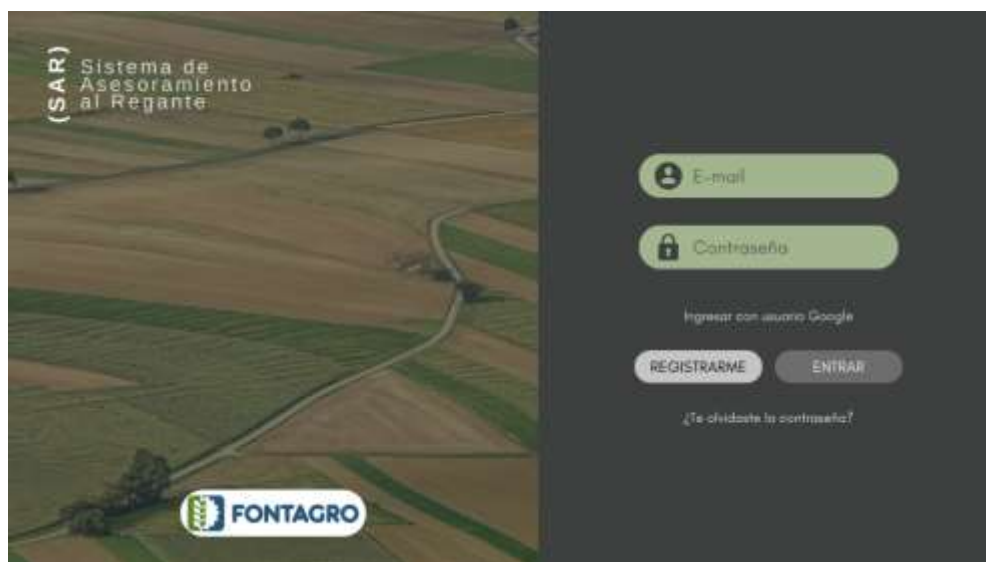 (SAR)
Sistema de
Asesoramiento
al Regante
E-mail
Contraseña
Ingresar con usuario Google
REGISTRARME ENTRAR
¿Te olvidaste la contraseña?
FONTAGRO